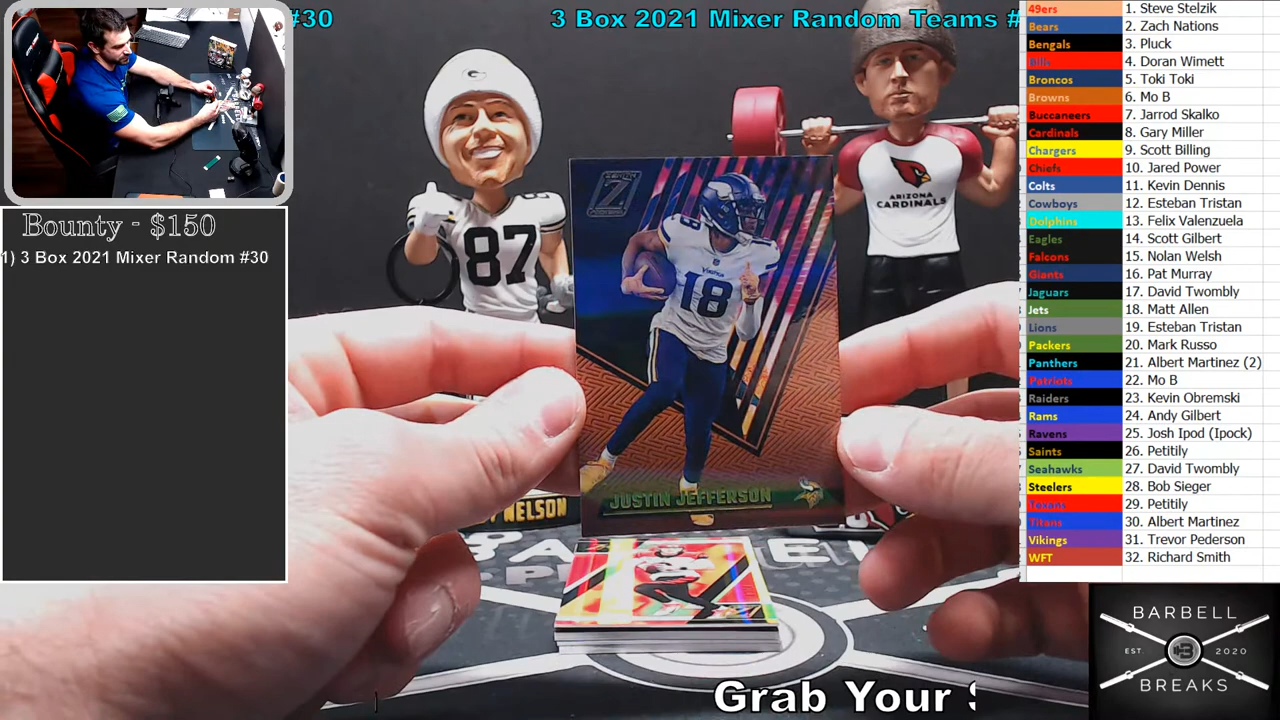 #30
3 Box 2021 Mixer Random Teams #
Bounty - $150
1) 3 Box 2021 Mixer Random #30
87
ARIZONA
CARDINALS
ZENITH
Z
Vikings
18
18
JUSTIN JEFFERSON
NELSON
49ers 1. Steve Stelzik
Bears 2. Zach Nations
Bengals 3. Pluck
Bills 4. Doran Wimett
Broncos 5. Toki Toki
Browns 6. Mo B
Buccaneers 7. Jarrod Skalko
Cardinals 8. Gary Miller
Chargers 9. Scott Billing
Chiefs 10. Jared Power
Colts 11. Kevin Dennis
Cowboys 12. Esteban Tristan
Dolphins 13. Felix Valenzuela
Eagles 14. Scott Gilbert
Falcons 15. Nolan Welsh
Giants 16. Pat Murray
Jaguars 17. David Twombly
Jets 18. Matt Allen
Lions 19. Esteban Tristan
Packers 20. Mark Russo
Panthers 21. Albert Martinez (2)
Patriots 22. Mo B
Raiders 23. Kevin Obremski
Rams 24. Andy Gilbert
Ravens 25. Josh Ipod (Ipock)
Saints 26. Petitily
Seahawks 27. David Twombly
Steelers 28. Bob Sieger
Texans 29. Petitily
Titans 30. Albert Martinez
Vikings 31. Trevor Pederson
WFT 32. Richard Smith
BARBELL
EST. B 2020
BREAKS
Grab Your